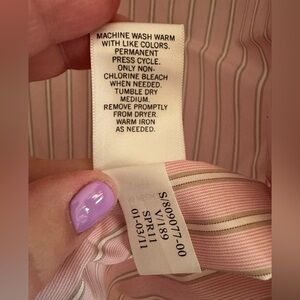 MACHINE WASH WARM
WITH LIKE COLORS.
PERMANENT
PRESS CYCLE.
ONLY NON-
CHLORINE BLEACH
WHEN NEEDED.
TUMBLE DRY
MEDIUM.
REMOVE PROMPTLY
FROM DRYER.
WARM IRON
AS NEEDED.
S/809077-00
V/189
SPR11
01-03/11